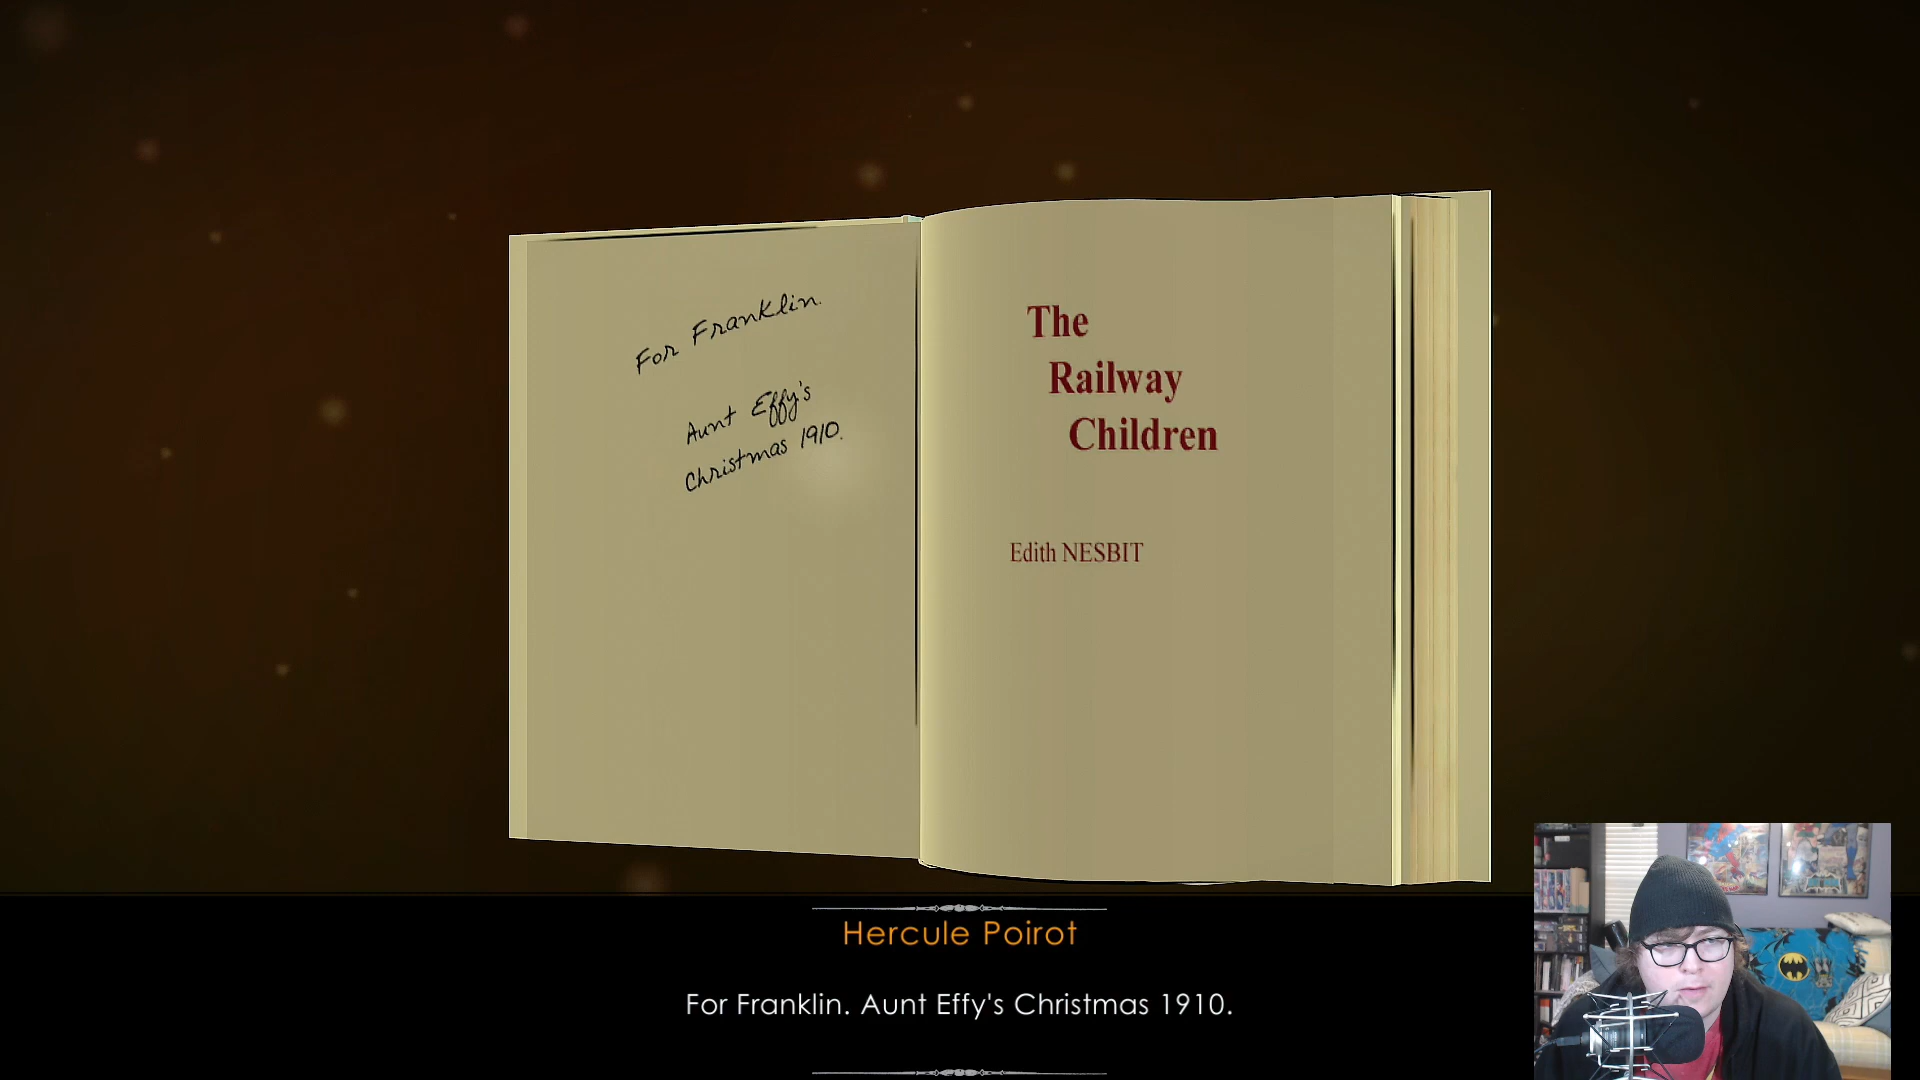 For Franklin.
Aunt Effy's
Christmas 1910.
The
Railway
Children
Edith NESBIT
Hercule Poirot
For Franklin. Aunt Effy's Christmas 1910.